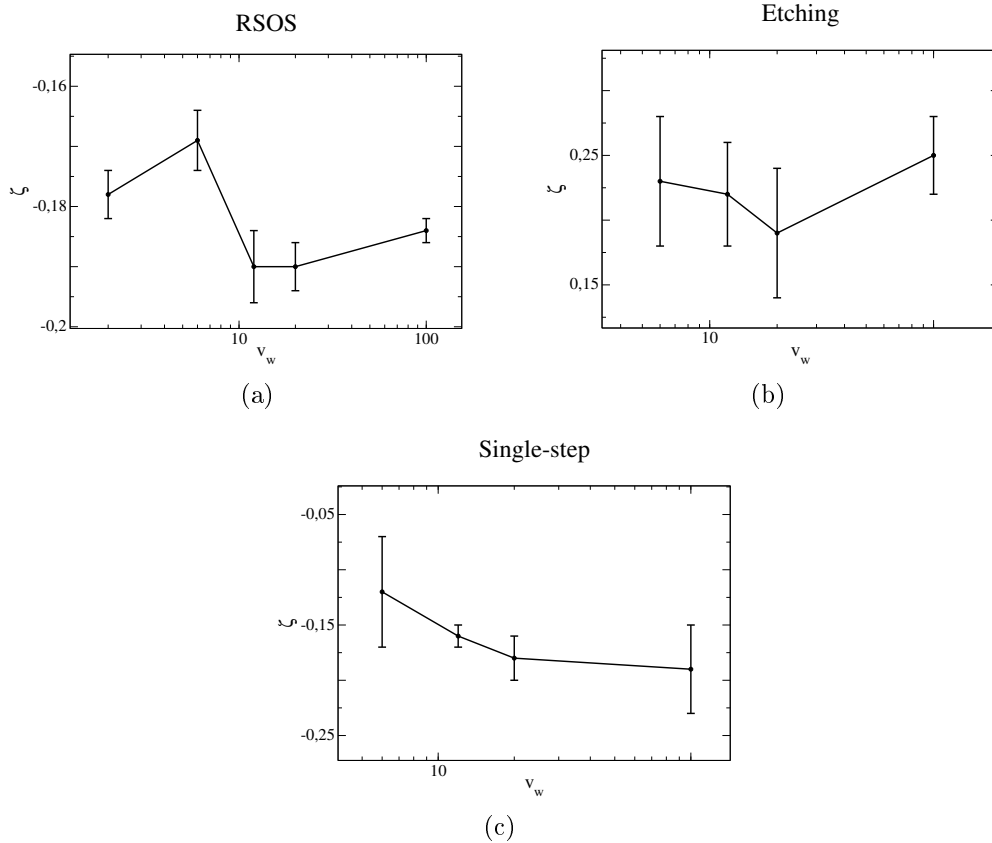 RSOS
-0,16
-0,18
-0,2
ζ
10
100
v_w
(a)
Etching
0,25
0,15
ζ
10
v_w
(b)
Single-step
-0,05
-0,15
-0,25
ζ
10
v_w
(c)